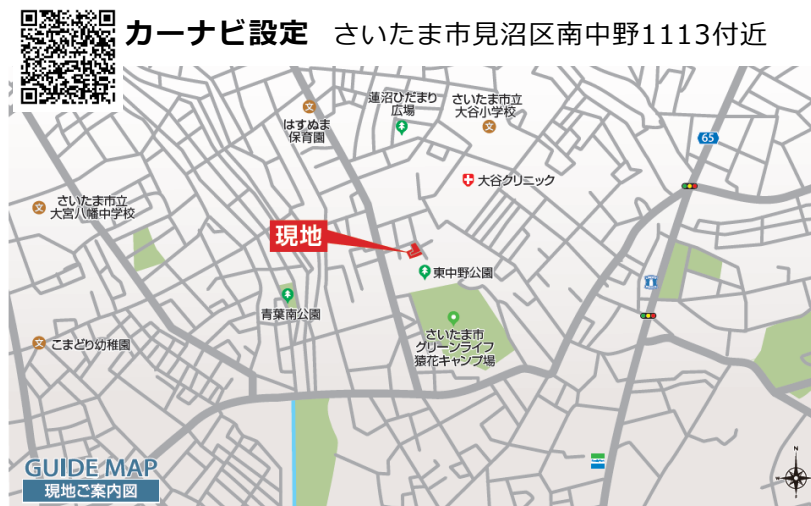 カーナビ設定 さいたま市見沼区南中野1113付近
蓮沼ひだまり
広場
さいたま市立
大谷小学校
はすぬま
保育園
65
大谷クリニック
さいたま市立
大宮八幡中学校
現地
東中野公園
青葉南公園
さいたま市
グリーンライフ
猿花キャンプ場
こまどり幼稚園
GUIDE MAP
現地ご案内図
N